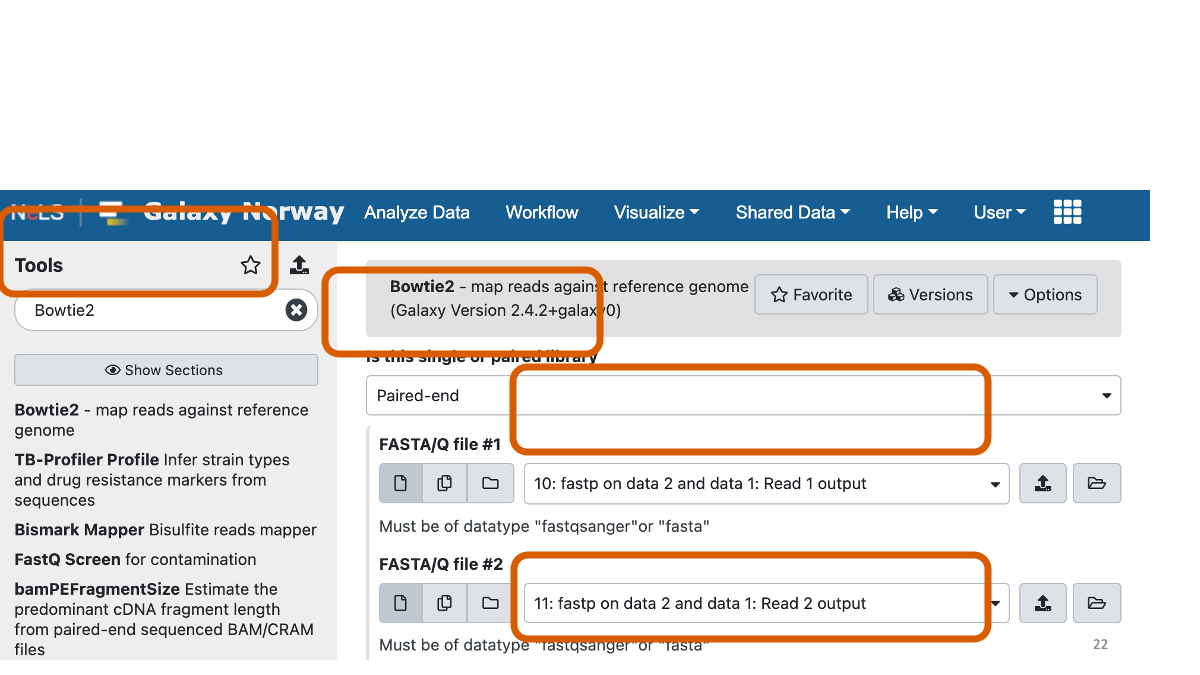 NeLS Galaxy Norway Analyze Data Workflow Visualize Shared Data Help User
Tools
Bowtie2
Show Sections
Bowtie2 - map reads against reference
genome
TB-Profiler Profile Infer strain types
and drug resistance markers from
sequences
Bismark Mapper Bisulfite reads mapper
FastQ Screen for contamination
bamPEFragmentSize Estimate the
predominant cDNA fragment length
from paired-end sequenced BAM/CRAM
files
Bowtie2 - map reads against reference genome
(Galaxy Version 2.4.2+galaxy0)
Favorite
Versions
Options
Is this single or paired library
Paired-end
FASTA/Q file #1
10: fastp on data 2 and data 1: Read 1 output
Must be of datatype "fastqsanger"or "fasta"
FASTA/Q file #2
11: fastp on data 2 and data 1: Read 2 output
Must be of datatype "fastqsanger"or "fasta"
22